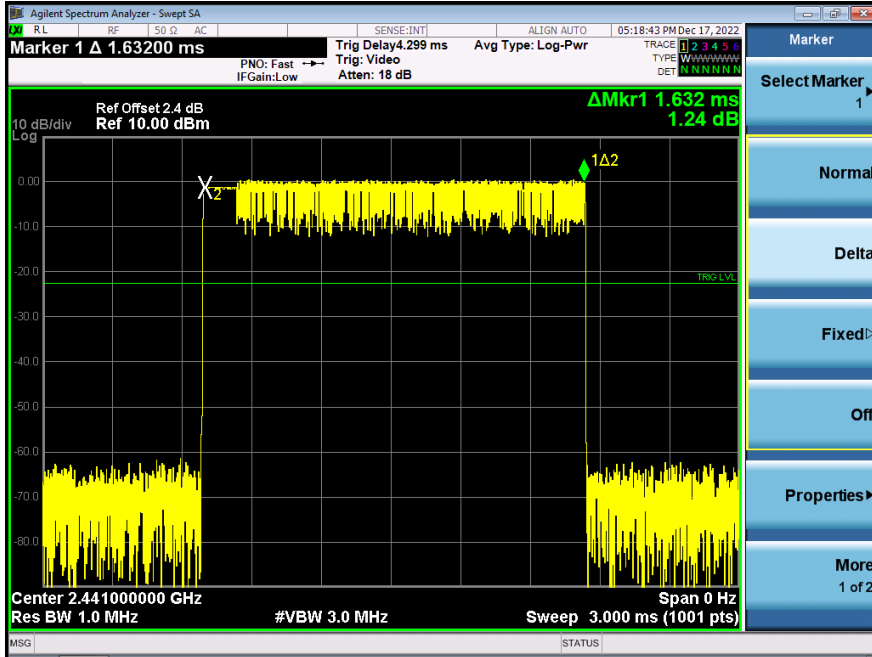 Agilent Spectrum Analyzer - Swept SA
LXI RL RF 50 Ω AC SENSE:INT ALIGN AUTO 05:18:43 PM Dec 17, 2022
Marker 1 Δ 1.63200 ms
Trig Delay4.299 ms Avg Type: Log-Pwr TRACE 1 2 3 4 5 6
PNO: Fast Trig: Video TYPE WWWWWW
IFGain:Low Atten: 18 dB DET N N N N N N
Marker
Select Marker
1
Normal
Delta
Fixed
Off
Properties
More
1 of 2
Ref Offset 2.4 dB ΔMkr1 1.632 ms
10 dB/div Ref 10.00 dBm 1.24 dB
Log
1Δ2
0.00
X2
-10.0
-20.0
TRIG LVL
-30.0
-40.0
-50.0
-60.0
-70.0
-80.0
Center 2.441000000 GHz Span 0 Hz
Res BW 1.0 MHz #VBW 3.0 MHz Sweep 3.000 ms (1001 pts)
MSG STATUS